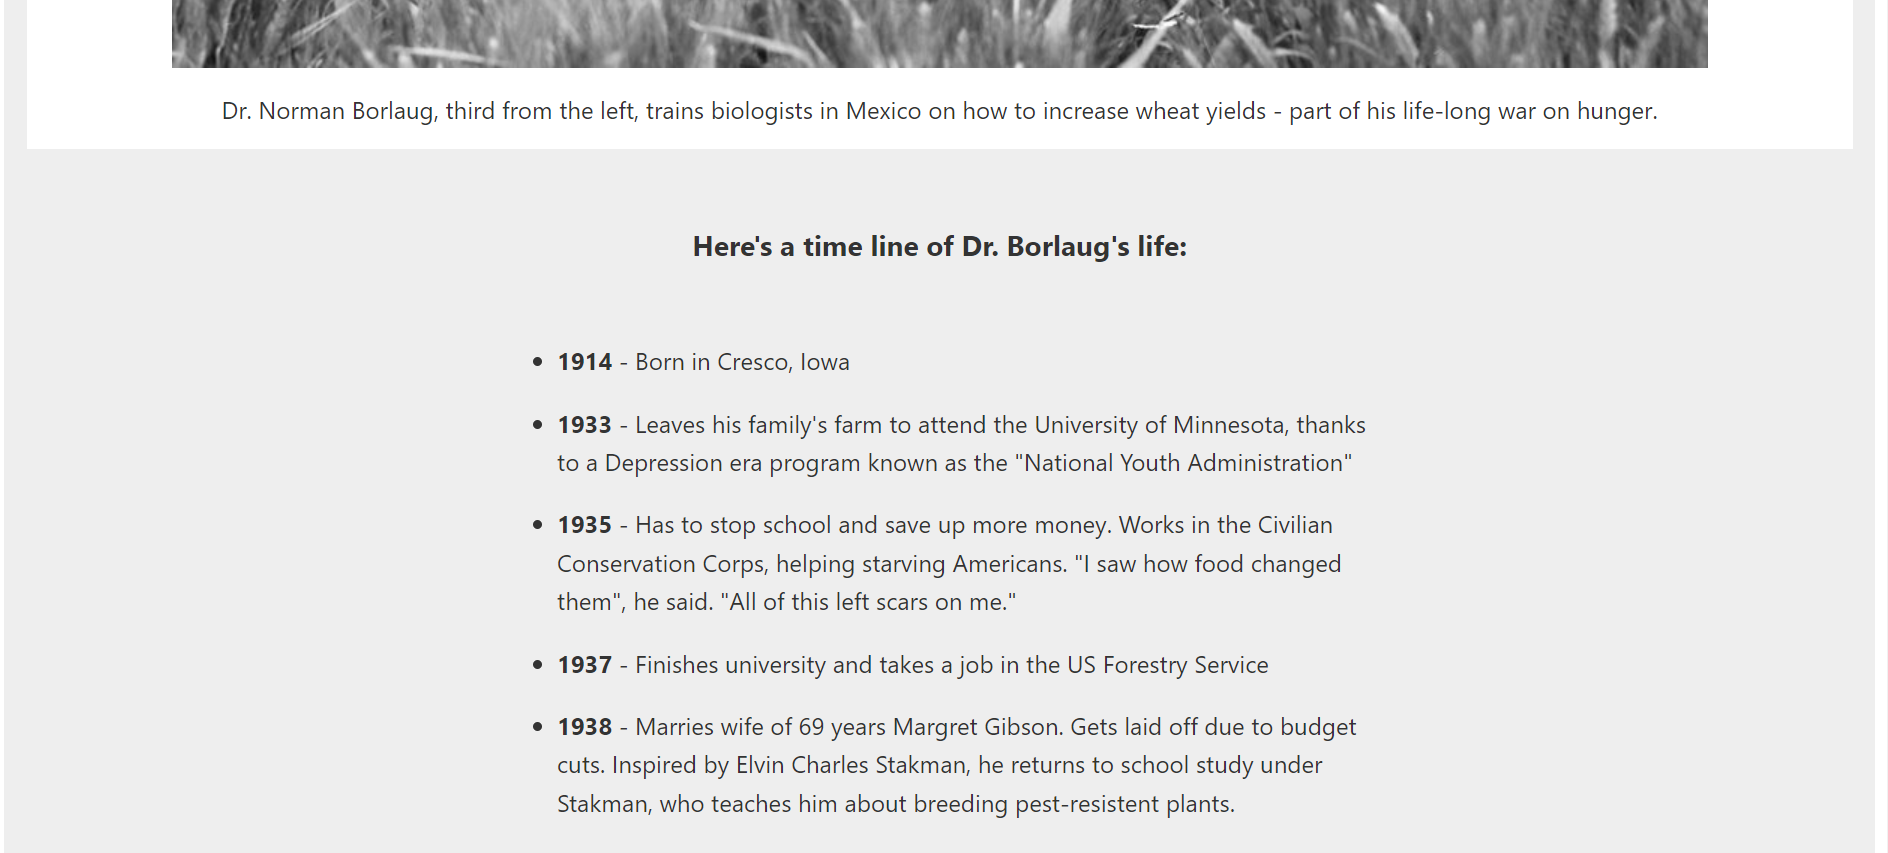 Dr. Norman Borlaug, third from the left, trains biologists in Mexico on how to increase wheat yields - part of his life-long war on hunger.
Here's a time line of Dr. Borlaug's life:
1914 - Born in Cresco, Iowa
1933 - Leaves his family's farm to attend the University of Minnesota, thanks
to a Depression era program known as the "National Youth Administration"
1935 - Has to stop school and save up more money. Works in the Civilian
Conservation Corps, helping starving Americans. "I saw how food changed
them", he said. "All of this left scars on me."
1937 - Finishes university and takes a job in the US Forestry Service
1938 - Marries wife of 69 years Margret Gibson. Gets laid off due to budget
cuts. Inspired by Elvin Charles Stakman, he returns to school study under
Stakman, who teaches him about breeding pest-resistent plants.